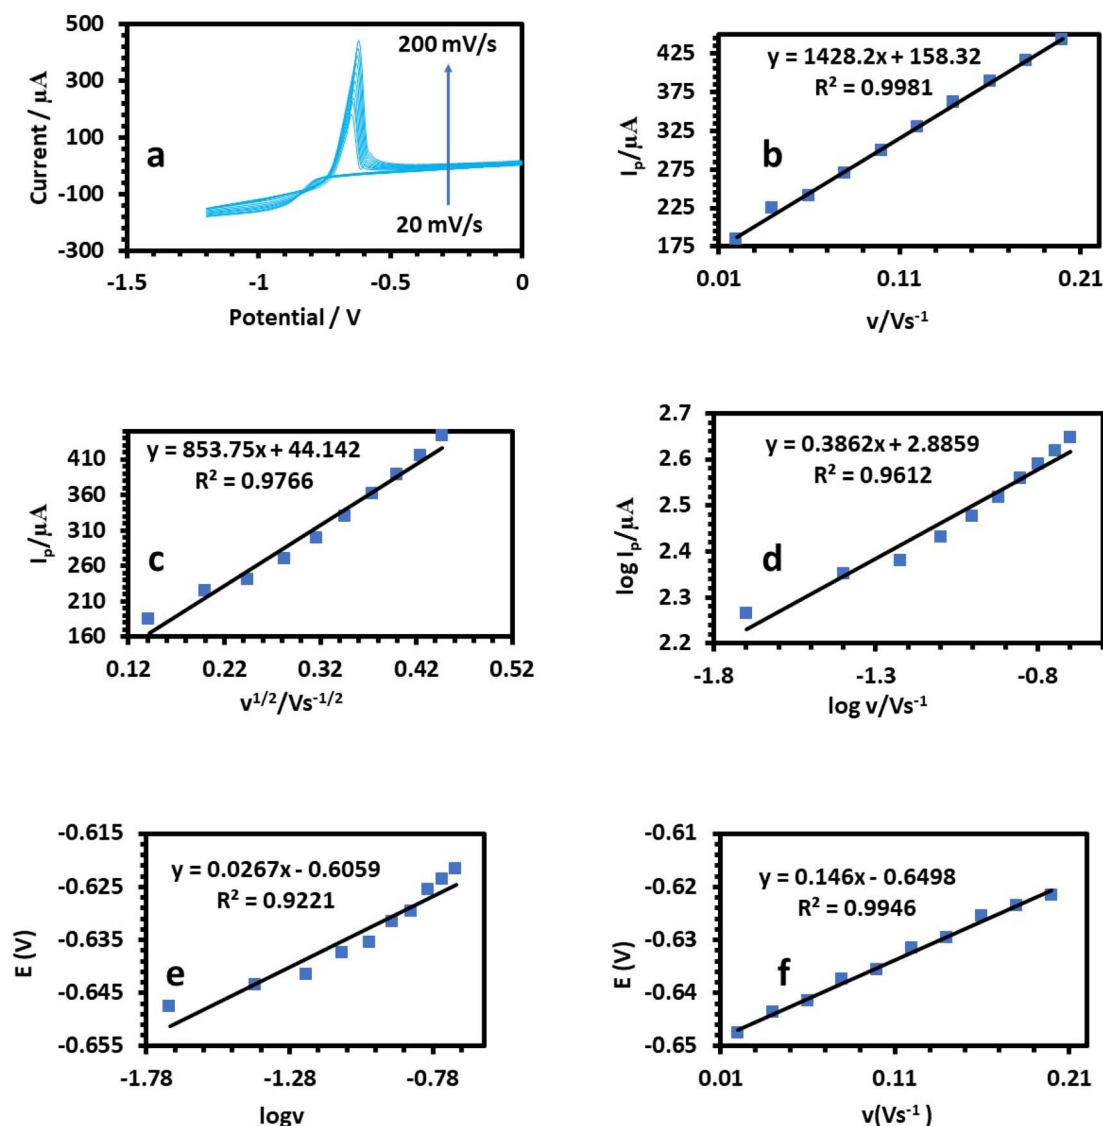 500
300
100
-100
-300
Current / μA
a
200 mV/s
20 mV/s
-1.5
-1
-0.5
0
Potential / V
425
375
325
275
225
175
Ip/μA
y = 1428.2x + 158.32
R² = 0.9981
b
0.01
0.11
0.21
v/Vs⁻¹
410
360
310
260
210
160
Ip/μA
y = 853.75x + 44.142
R² = 0.9766
c
0.12
0.22
0.32
0.42
0.52
v¹/²/Vs⁻¹/²
2.7
2.6
2.5
2.4
2.3
2.2
log Ip/μA
y = 0.3862x + 2.8859
R² = 0.9612
d
-1.8
-1.3
-0.8
log v/Vs⁻¹
-0.615
-0.625
-0.635
-0.645
-0.655
E (V)
y = 0.0267x - 0.6059
R² = 0.9221
e
-1.78
-1.28
-0.78
logv
-0.61
-0.62
-0.63
-0.64
-0.65
E (V)
y = 0.146x - 0.6498
R² = 0.9946
f
0.01
0.11
0.21
v(Vs⁻¹ )